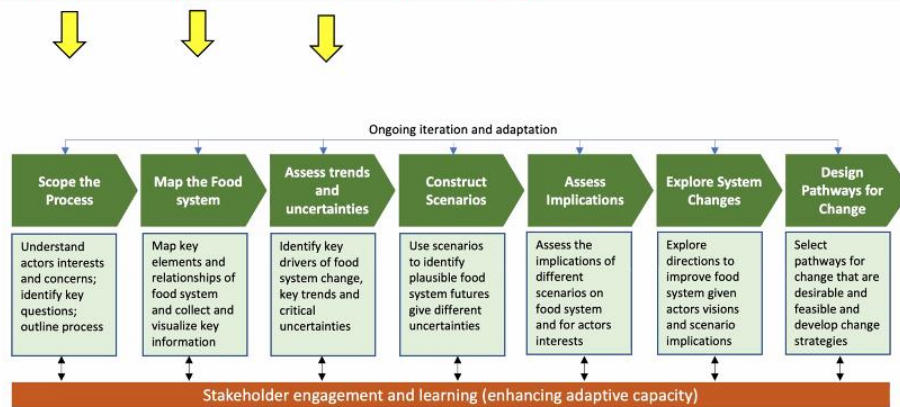 Ongoing iteration and adaptation
Scope the
Process
Map the Food
system
Assess trends
and
uncertainties
Construct
Scenarios
Assess
Implications
Explore System
Changes
Design
Pathways for
Change
Understand
actors interests
and concerns;
identify key
questions;
outline process
Map key
elements and
relationships of
food system
and collect and
visualize key
information
Identify key
drivers of food
system change,
key trends and
critical
uncertainties
Use scenarios
to identify
plausible food
system futures
give different
uncertainties
Assess the
implications of
different
scenarios on
food system
and for actors
interests
Explore
directions to
improve food
system given
actors visions
and scenario
implications
Select
pathways for
change that are
desirable and
feasible and
develop change
strategies
Stakeholder engagement and learning (enhancing adaptive capacity)